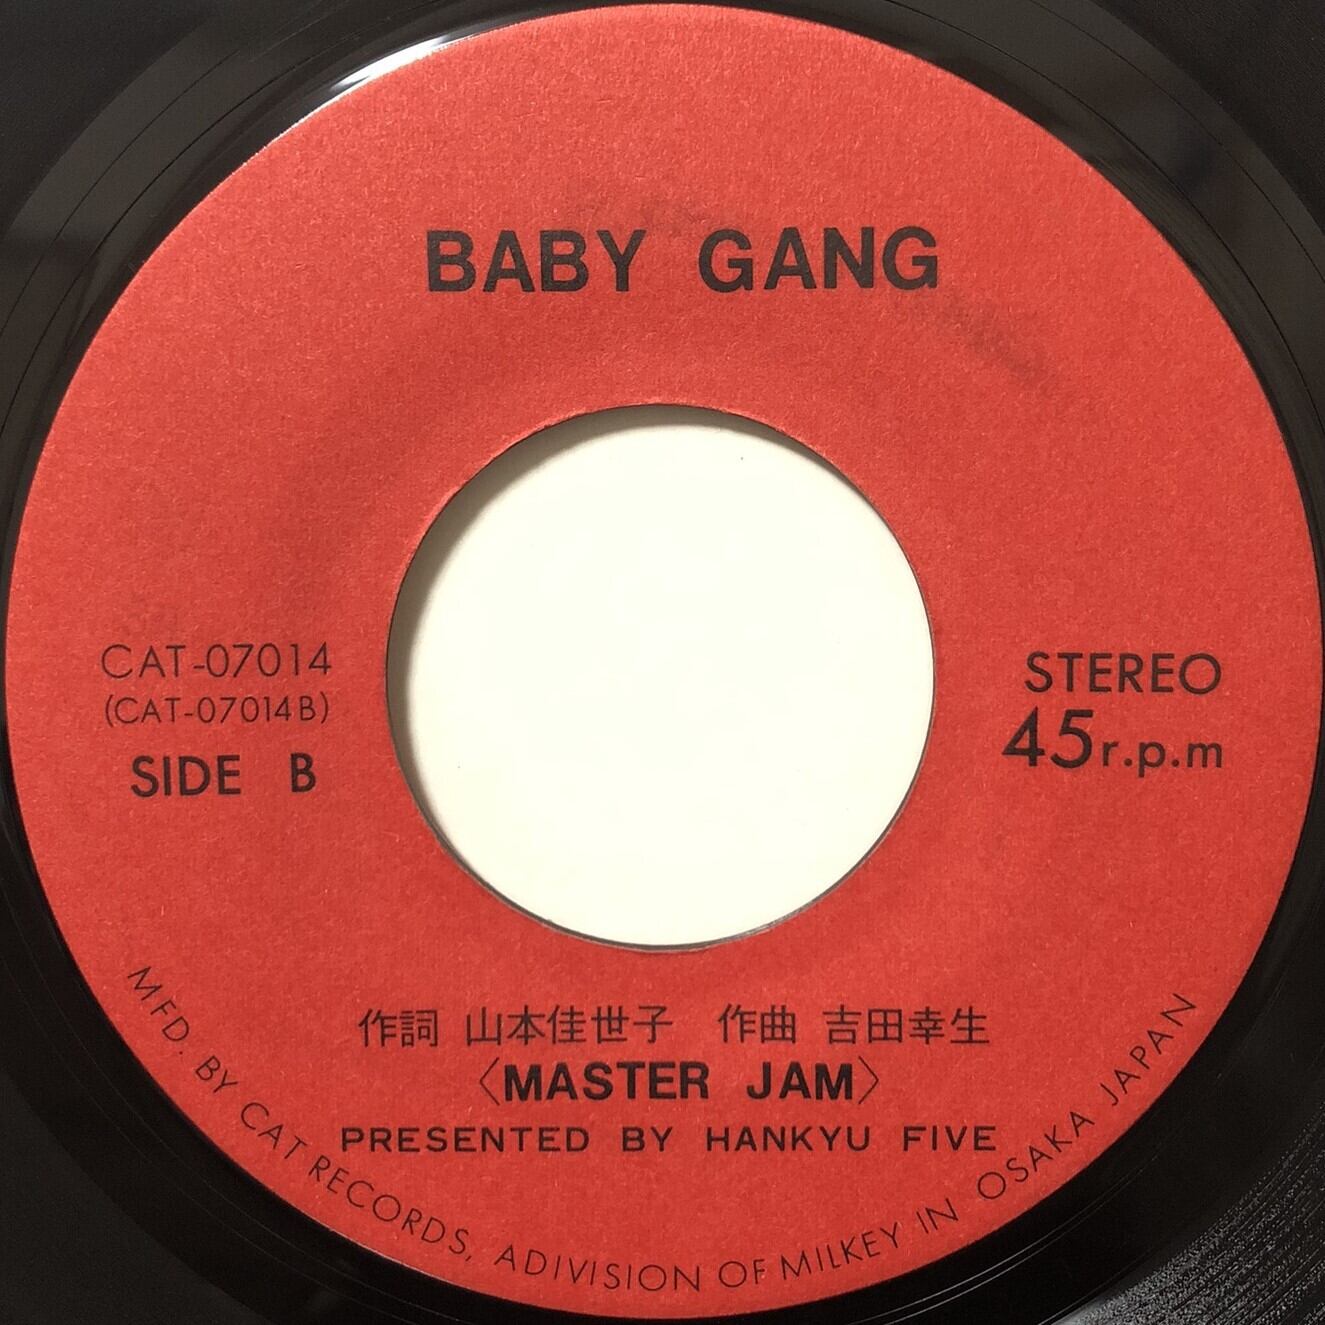 BABY GANG
CAT-07014
(CAT-07014B)
SIDE B
STEREO
45r.p.m
作詞 山本佳世子 作曲 吉田幸生
〈MASTER JAM〉
PRESENTED BY HANKYU FIVE
MFD. BY CAT RECORDS, ADIVISION OF MILKEY IN OSAKA JAPAN